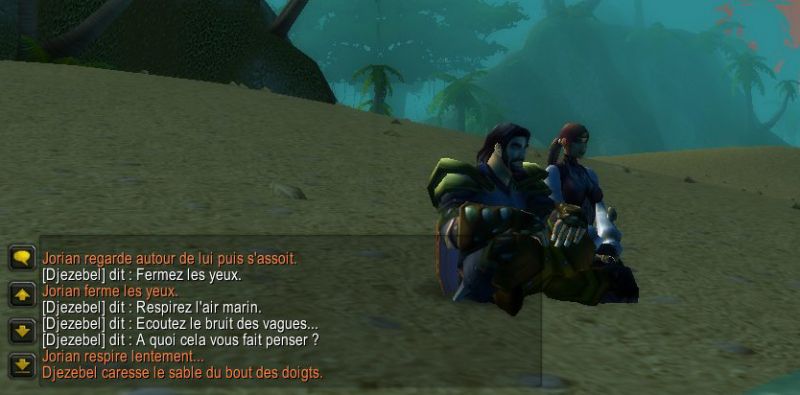 Jorian regarde autour de lui puis s'assoit.
[Djezebel] dit : Fermez les yeux.
Jorian ferme les yeux.
[Djezebel] dit : Respirez l'air marin.
[Djezebel] dit : Ecoutez le bruit des vagues...
[Djezebel] dit : A quoi cela vous fait penser ?
Jorian respire lentement...
Djezebel caresse le sable du bout des doigts.